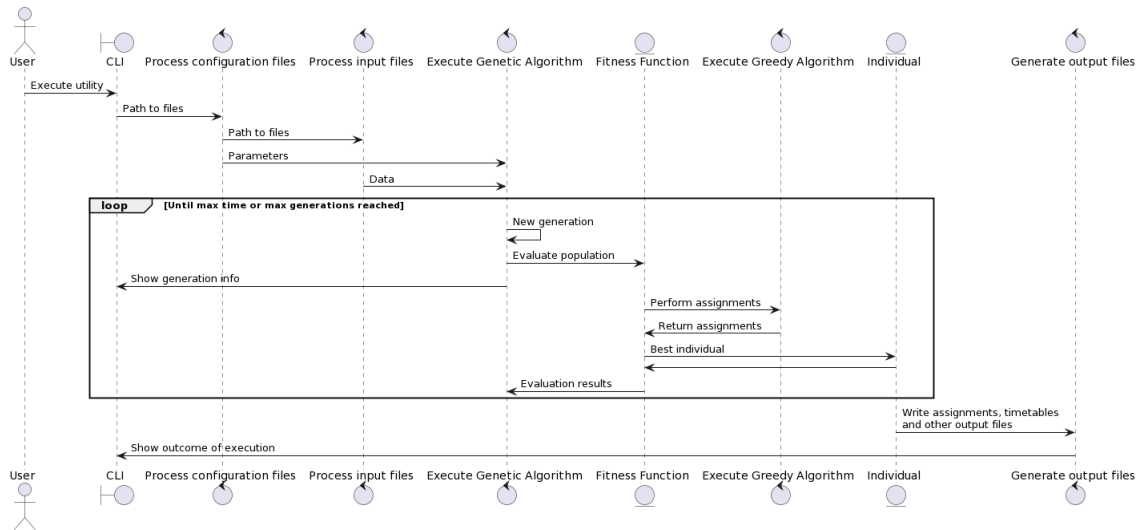 User
CLI
Process configuration files
Process input files
Execute Genetic Algorithm
Fitness Function
Execute Greedy Algorithm
Individual
Generate output files
Execute utility
Path to files
Path to files
Parameters
Data
loop
[Until max time or max generations reached]
New generation
Evaluate population
Show generation info
Perform assignments
Return assignments
Best individual
Evaluation results
Write assignments, timetables
and other output files
Show outcome of execution
User
CLI
Process configuration files
Process input files
Execute Genetic Algorithm
Fitness Function
Execute Greedy Algorithm
Individual
Generate output files